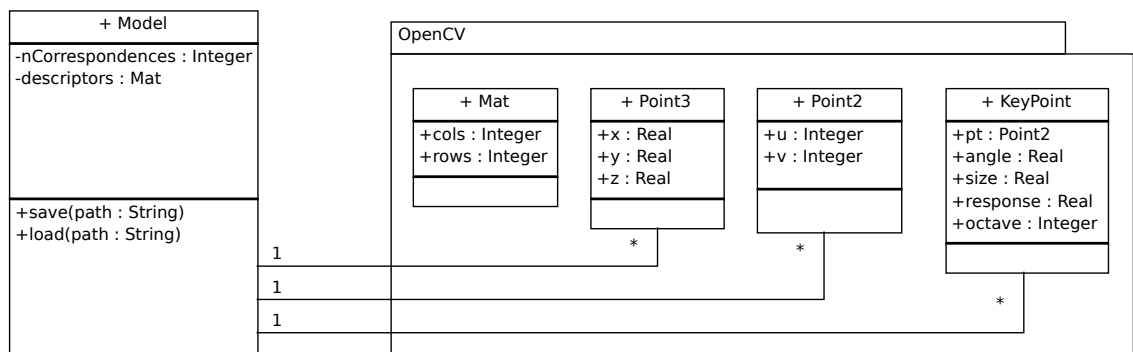 + Model
-nCorrespondences : Integer
-descriptors : Mat
+save(path : String)
+load(path : String)
OpenCV
+ Mat
+cols : Integer
+rows : Integer
+ Point3
+x : Real
+y : Real
+z : Real
+ Point2
+u : Integer
+v : Integer
+ KeyPoint
+pt : Point2
+angle : Real
+size : Real
+response : Real
+octave : Integer
1
*
1
*
1
*